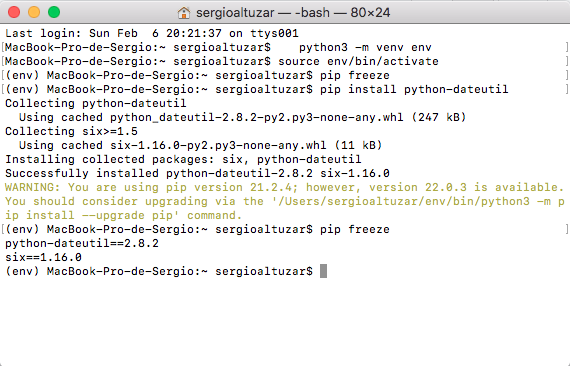 sergioaltuzar — -bash — 80×24
Last login: Sun Feb  6 20:21:37 on ttys001
[MacBook-Pro-de-Sergio:~ sergioaltuzar$    python3 -m venv env ]
[MacBook-Pro-de-Sergio:~ sergioaltuzar$ source env/bin/activate ]
[(env) MacBook-Pro-de-Sergio:~ sergioaltuzar$ pip freeze ]
[(env) MacBook-Pro-de-Sergio:~ sergioaltuzar$ pip install python-dateutil ]
Collecting python-dateutil
  Using cached python_dateutil-2.8.2-py2.py3-none-any.whl (247 kB)
Collecting six>=1.5
  Using cached six-1.16.0-py2.py3-none-any.whl (11 kB)
Installing collected packages: six, python-dateutil
Successfully installed python-dateutil-2.8.2 six-1.16.0
WARNING: You are using pip version 21.2.4; however, version 22.0.3 is available.
You should consider upgrading via the '/Users/sergioaltuzar/env/bin/python3 -m p
ip install --upgrade pip' command.
[(env) MacBook-Pro-de-Sergio:~ sergioaltuzar$ pip freeze ]
python-dateutil==2.8.2
six==1.16.0
(env) MacBook-Pro-de-Sergio:~ sergioaltuzar$